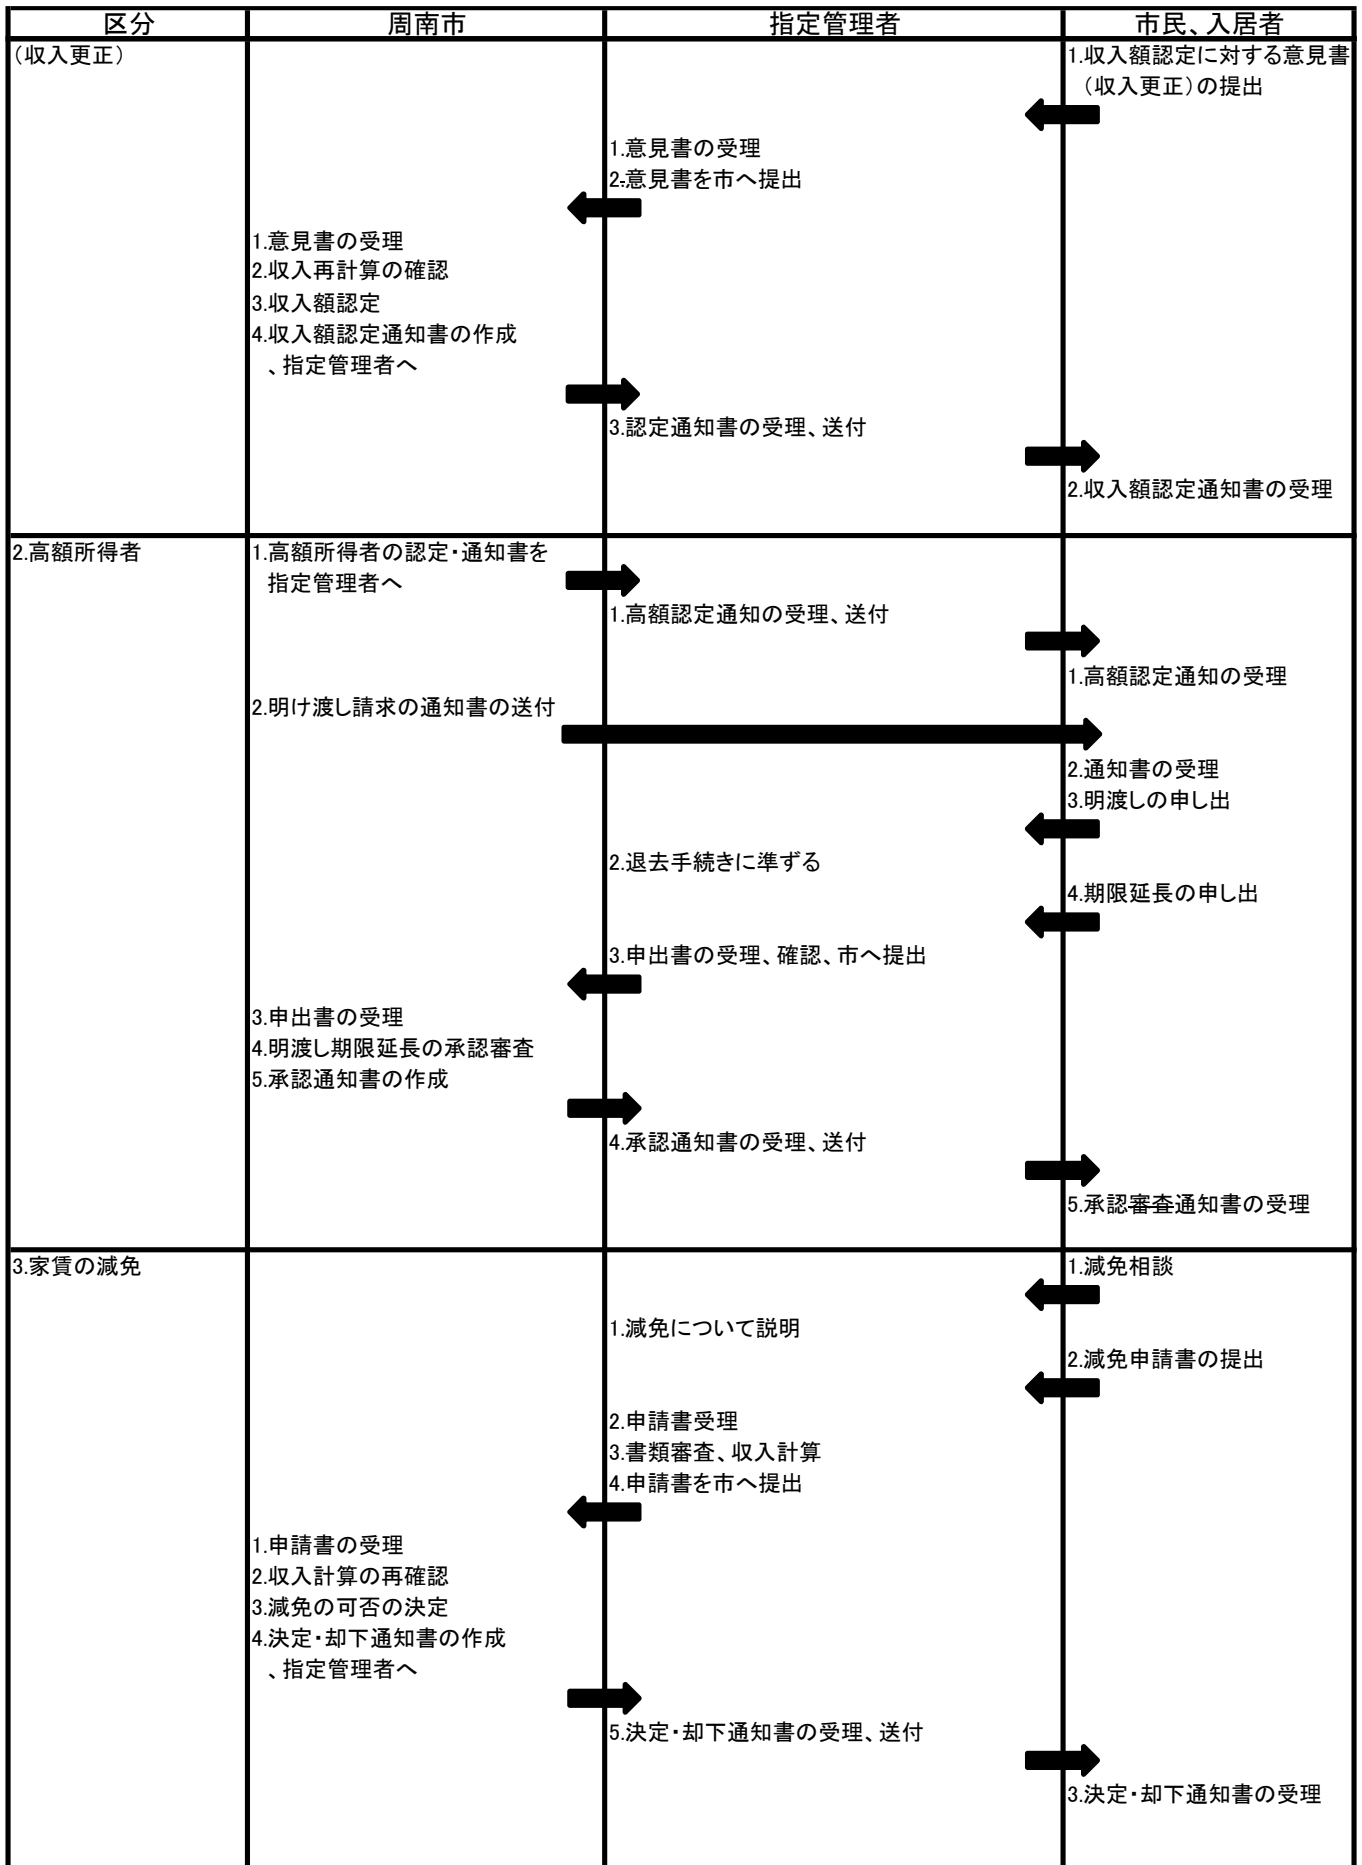 区分 周南市 指定管理者 市民、入居者
(収入更正)
1.収入額認定に対する意見書
(収入更正)の提出
1.意見書の受理
2.意見書を市へ提出
1.意見書の受理
2.収入再計算の確認
3.収入額認定
4.収入額認定通知書の作成
、指定管理者へ
3.認定通知書の受理、送付
2.収入額認定通知書の受理
2.高額所得者
1.高額所得者の認定・通知書を
指定管理者へ
1.高額認定通知の受理、送付
1.高額認定通知の受理
2.明け渡し請求の通知書の送付
2.通知書の受理
3.明渡しの申し出
2.退去手続きに準ずる
4.期限延長の申し出
3.申出書の受理、確認、市へ提出
3.申出書の受理
4.明渡し期限延長の承認審査
5.承認通知書の作成
4.承認通知書の受理、送付
5.承認審査通知書の受理
3.家賃の減免
1.減免相談
1.減免について説明
2.減免申請書の提出
2.申請書受理
3.書類審査、収入計算
4.申請書を市へ提出
1.申請書の受理
2.収入計算の再確認
3.減免の可否の決定
4.決定・却下通知書の作成
、指定管理者へ
5.決定・却下通知書の受理、送付
3.決定・却下通知書の受理